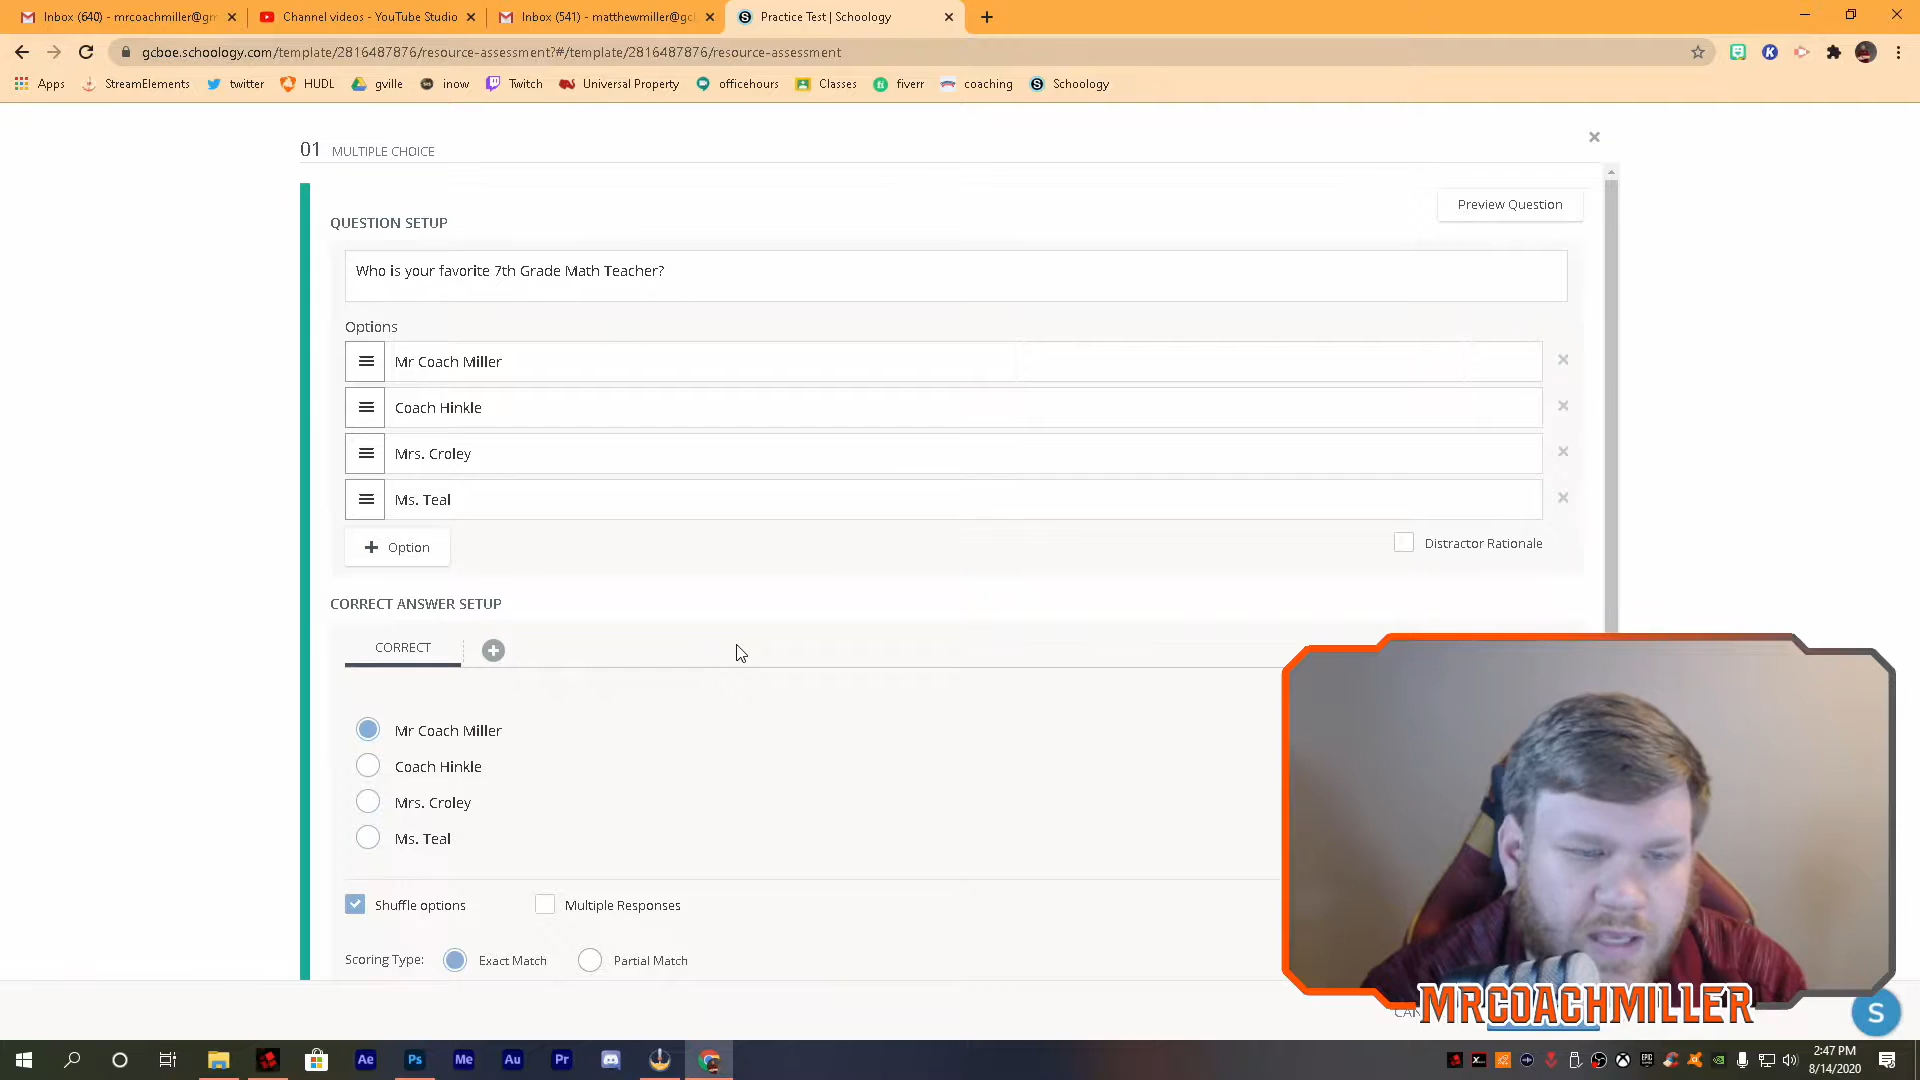 Inbox (640) - mrcoachmiller@gm
Channel videos - YouTube Studio
Inbox (541) - matthewmiller@gc
Practice Test | Schoology
gcboe.schoology.com/template/2816487876/resource-assessment?#/template/2816487876/resource-assessment
Apps StreamElements twitter HUDL gville inow Twitch Universal Property officehours Classes fiverr coaching Schoology
01 MULTIPLE CHOICE
Preview Question
QUESTION SETUP
Who is your favorite 7th Grade Math Teacher?
Options
Mr Coach Miller
Coach Hinkle
Mrs. Croley
Ms. Teal
+ Option
Distractor Rationale
CORRECT ANSWER SETUP
CORRECT
Mr Coach Miller
Coach Hinkle
Mrs. Croley
Ms. Teal
Shuffle options Multiple Responses
Scoring Type: Exact Match Partial Match
MRCOACHMILLER
S
Ae Ps Me Au Pr
2:47 PM
8/14/2020